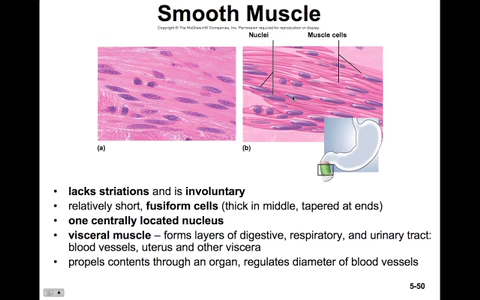 Smooth Muscle
Copyright © The McGraw-Hill Companies, Inc. Permission required for reproduction or display.
Nuclei Muscle cells
(a) (b)
• lacks striations and is involuntary
• relatively short, fusiform cells (thick in middle, tapered at ends)
• one centrally located nucleus
• visceral muscle – forms layers of digestive, respiratory, and urinary tract:
blood vessels, uterus and other viscera
• propels contents through an organ, regulates diameter of blood vessels
5-50